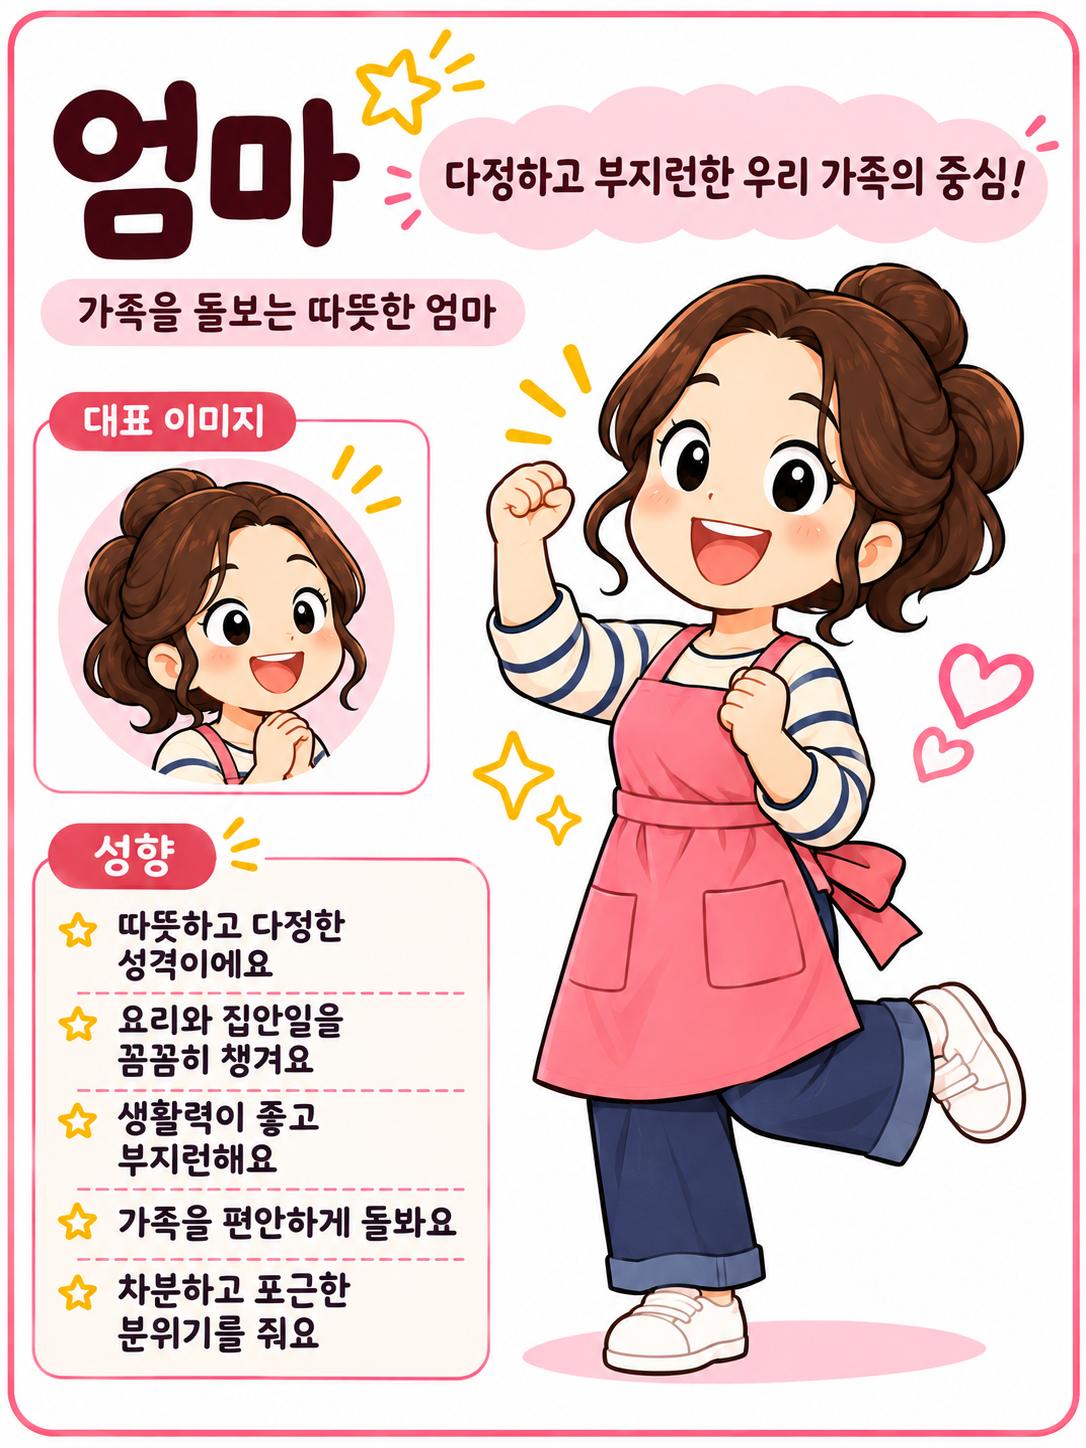 엄마
다정하고 부지런한 우리 가족의 중심!
가족을 돌보는 따뜻한 엄마
대표 이미지
성향
따뜻하고 다정한
성격이에요
요리와 집안일을
꼼꼼히 챙겨요
생활력이 좋고
부지런해요
가족을 편안하게 돌봐요
차분하고 포근한
분위기를 줘요